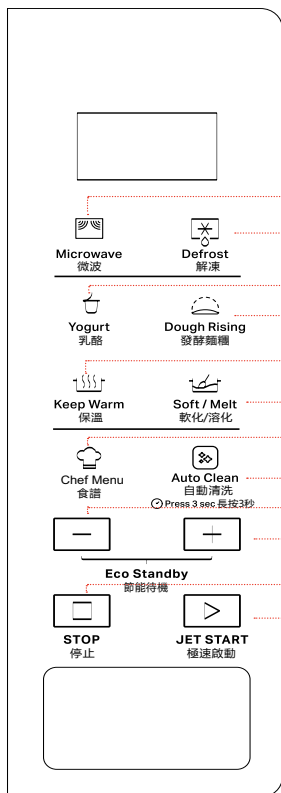 Microwave
微波
Defrost
解凍
Yogurt
乳酪
Dough Rising
發酵麵糰
Keep Warm
保溫
Soft / Melt
軟化/溶化
Chef Menu
食譜
Auto Clean
自動清洗
Press 3 sec 長按3秒
Eco Standby
節能待機
STOP
停止
JET START
極速啟動